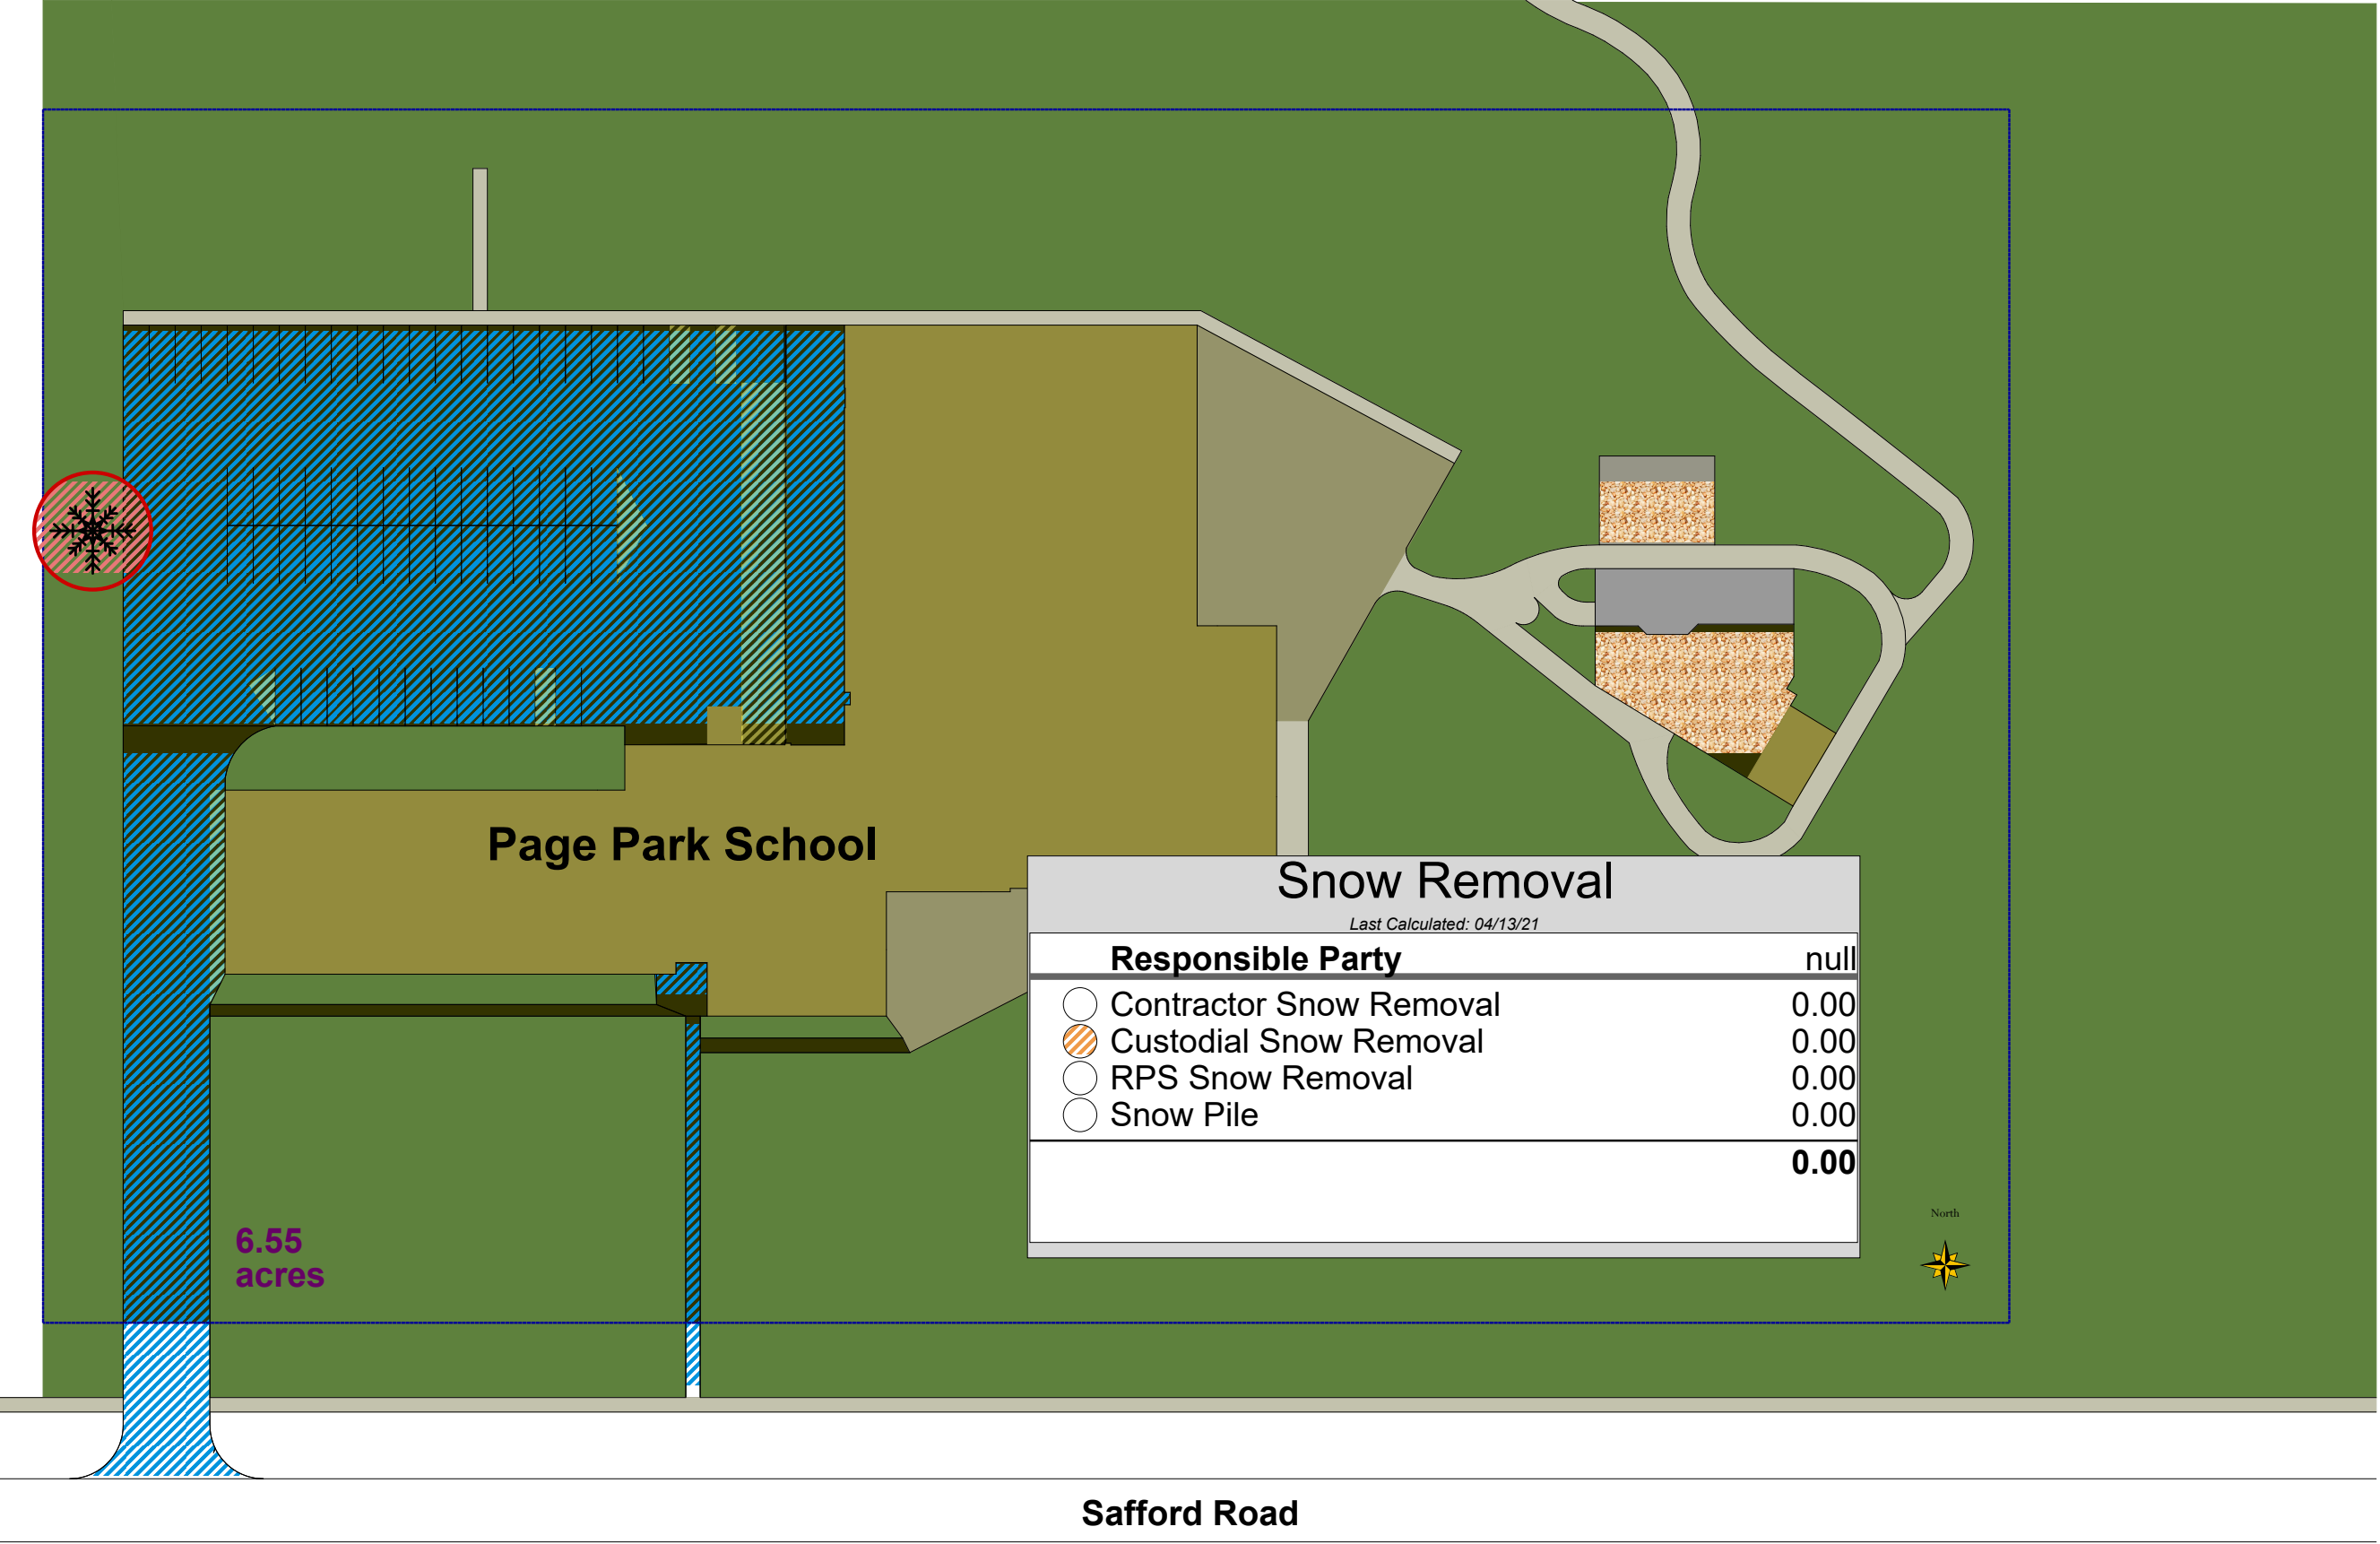 Page Park School
Snow Removal
Last Calculated: 04/13/21
Responsible Party null
Contractor Snow Removal 0.00
Custodial Snow Removal 0.00
RPS Snow Removal 0.00
Snow Pile 0.00
0.00
North
6.55
acres
Safford Road